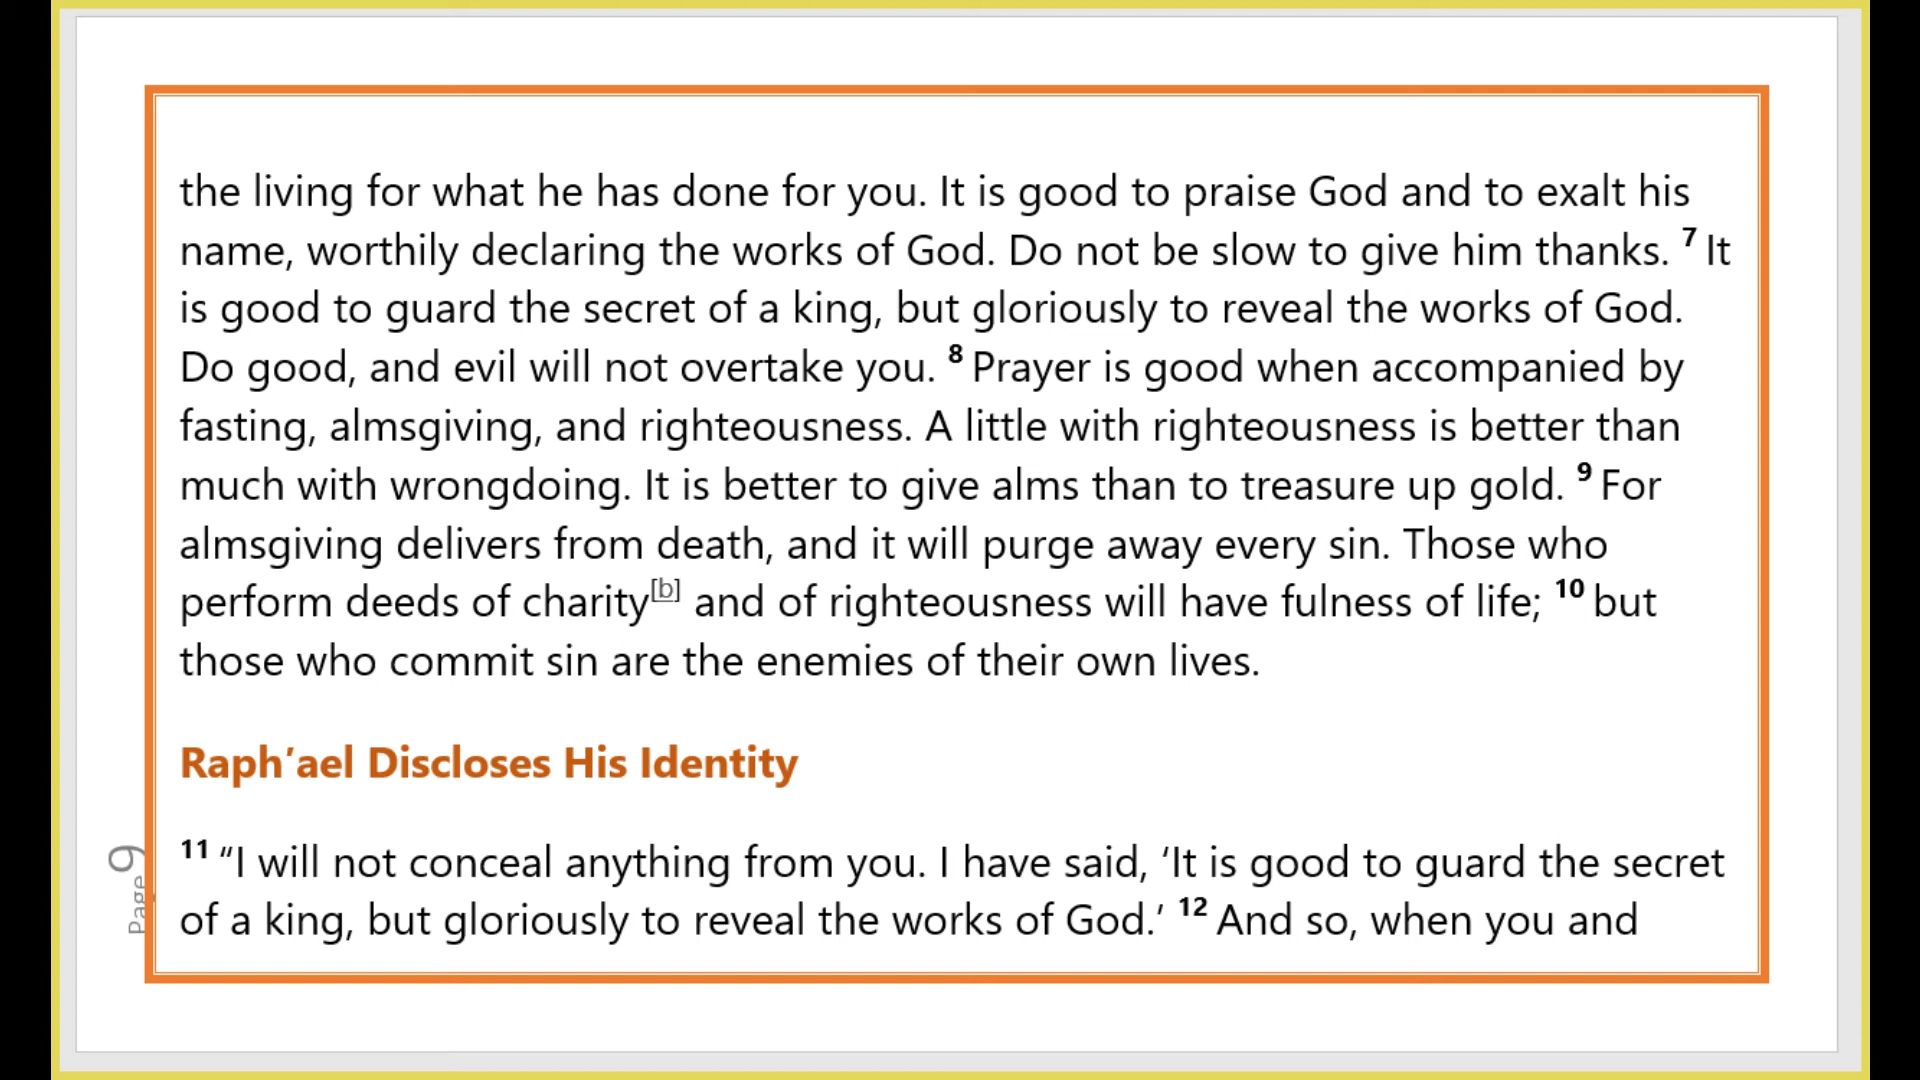 the living for what he has done for you. It is good to praise God and to exalt his
name, worthily declaring the works of God. Do not be slow to give him thanks. 7 It
is good to guard the secret of a king, but gloriously to reveal the works of God.
Do good, and evil will not overtake you. 8 Prayer is good when accompanied by
fasting, almsgiving, and righteousness. A little with righteousness is better than
much with wrongdoing. It is better to give alms than to treasure up gold. 9 For
almsgiving delivers from death, and it will purge away every sin. Those who
perform deeds of charity[b] and of righteousness will have fulness of life; 10 but
those who commit sin are the enemies of their own lives.
Raph′ael Discloses His Identity
11 “I will not conceal anything from you. I have said, ‘It is good to guard the secret
of a king, but gloriously to reveal the works of God.’ 12 And so, when you and
Page 9